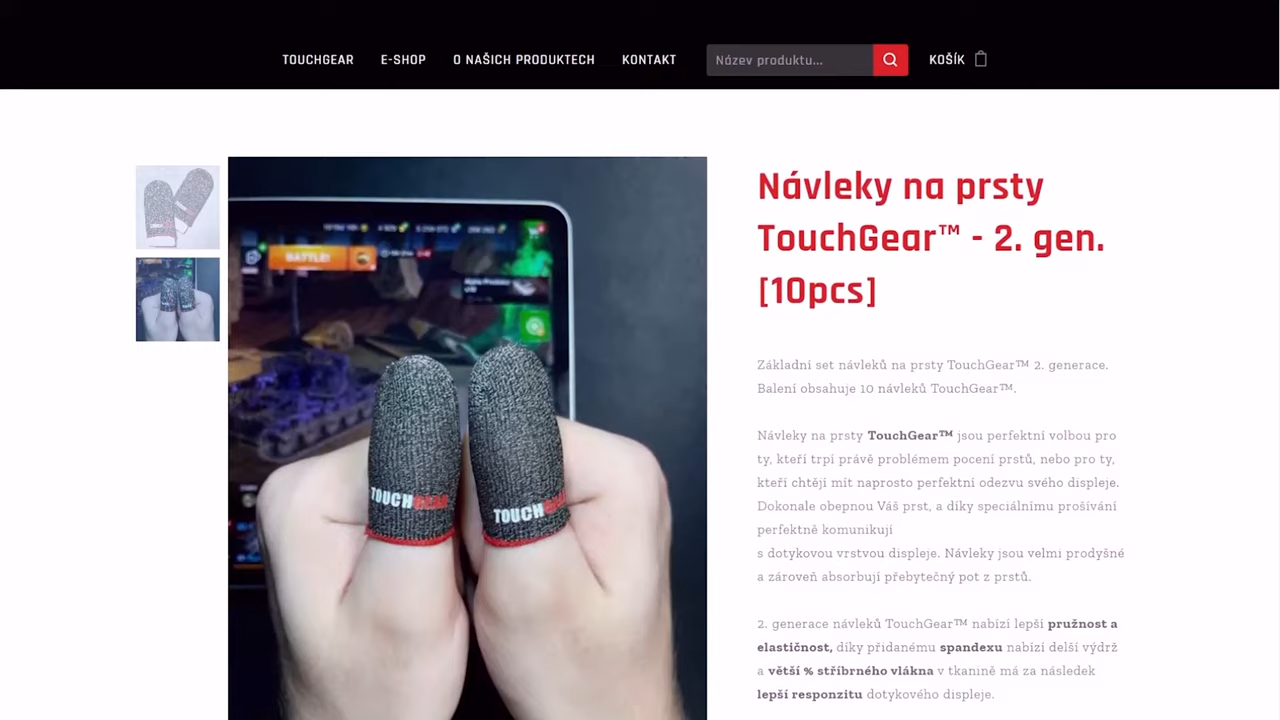 TOUCHGEAR
E-SHOP
O NAŠICH PRODUKTECH
KONTAKT
Název produktu...
KOŠÍK
Návleky na prsty
TouchGear™ - 2. gen.
[10pcs]
BATTLE!
TOUCHGEAR
TOUCHGEAR
Základní set návleků na prsty TouchGear™ 2. generace.
Balení obsahuje 10 návleků TouchGear™.
Návleky na prsty TouchGear™ jsou perfektní volbou pro
ty, kteří trpí právě problémem pocení prstů, nebo pro ty,
kteří chtějí mít naprosto perfektní odezvu svého displeje.
Dokonale obepnou Váš prst, a díky speciálnímu prošívání
perfektně komunikují
s dotykovou vrstvou displeje. Návleky jsou velmi prodyšné
a zároveň absorbují přebytečný pot z prstů.
2. generace návleků TouchGear™ nabízí lepší pružnost a
elastičnost, díky přidanému spandexu nabízí delší výdrž
a větší % stříbrného vlákna v tkanině má za následek
lepší responzitu dotykového displeje.